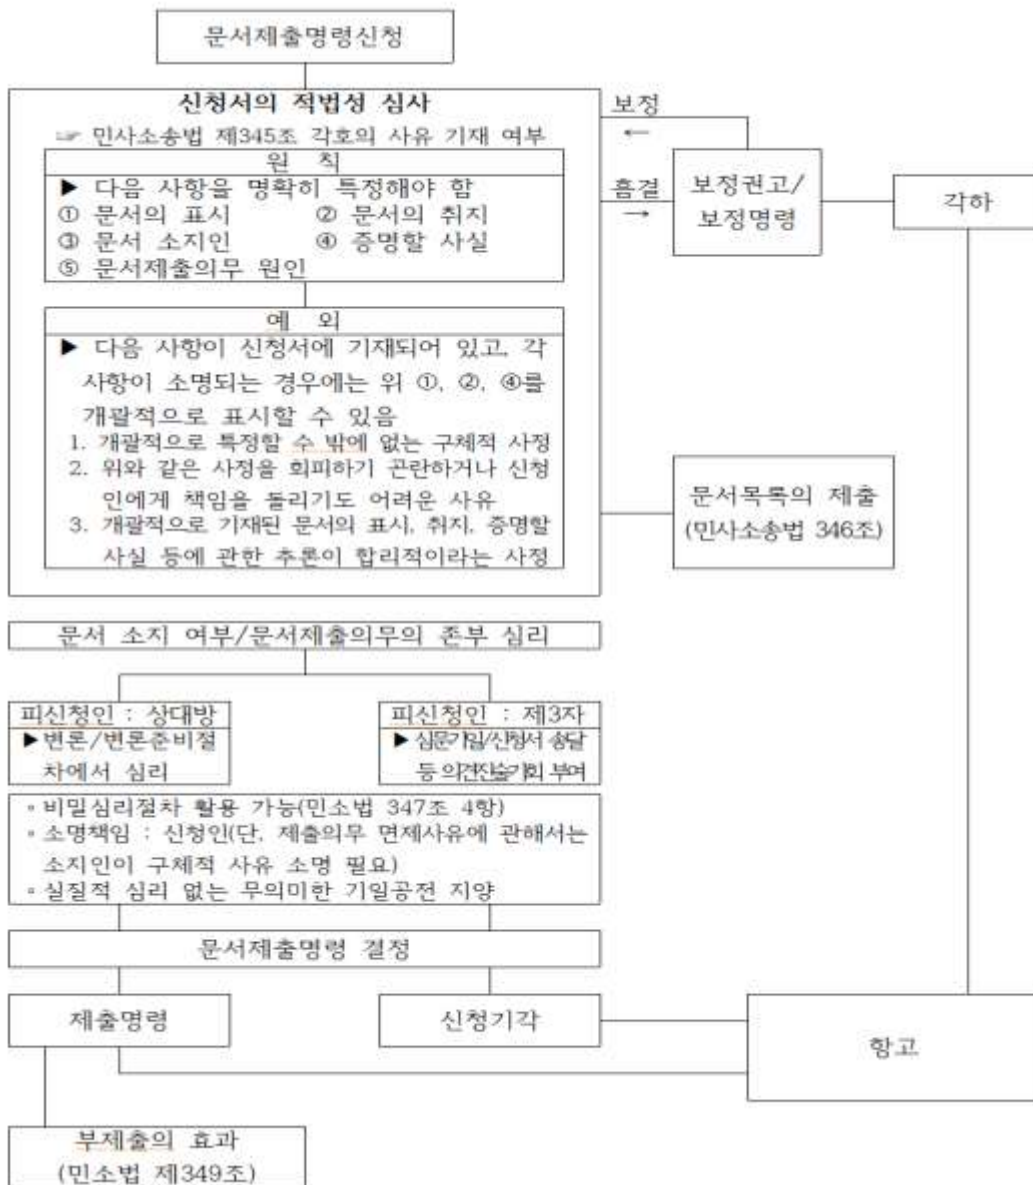 문서제출명령신청
신청서의 적법성 심사
☞ 민사소송법 제345조 각호의 사유 기재 여부
원 칙
▶ 다음 사항을 명확히 특정해야 함
① 문서의 표시 ② 문서의 취지
③ 문서 소지인 ④ 증명할 사실
⑤ 문서제출의무 원인
보정
←
흠결
→
보정권고/
보정명령
각하
예 외
▶ 다음 사항이 신청서에 기재되어 있고, 각
사항이 소명되는 경우에는 위 ①, ②, ④를
개괄적으로 표시할 수 있음
1. 개괄적으로 특정할 수 밖에 없는 구체적 사정
2. 위와 같은 사정을 회피하기 곤란하거나 신청
인에게 책임을 돌리기도 어려운 사유
3. 개괄적으로 기재된 문서의 표시, 취지, 증명할
사실 등에 관한 추론이 합리적이라는 사정
문서목록의 제출
(민사소송법 346조)
문서 소지 여부/문서제출의무의 존부 심리
피신청인 : 상대방
▶변론/변론준비절
차에서 심리
피신청인 : 제3자
▶ 심문기일/신청서 송달
등 의견진술기회 부여
◦비밀심리절차 활용 가능(민소법 347조 4항)
◦소명책임 : 신청인(단, 제출의무 면제사유에 관해서는
소지인이 구체적 사유 소명 필요)
◦실질적 심리 없는 무의미한 기일공전 지양
문서제출명령 결정
제출명령
신청기각
항고
부제출의 효과
(민소법 제349조)